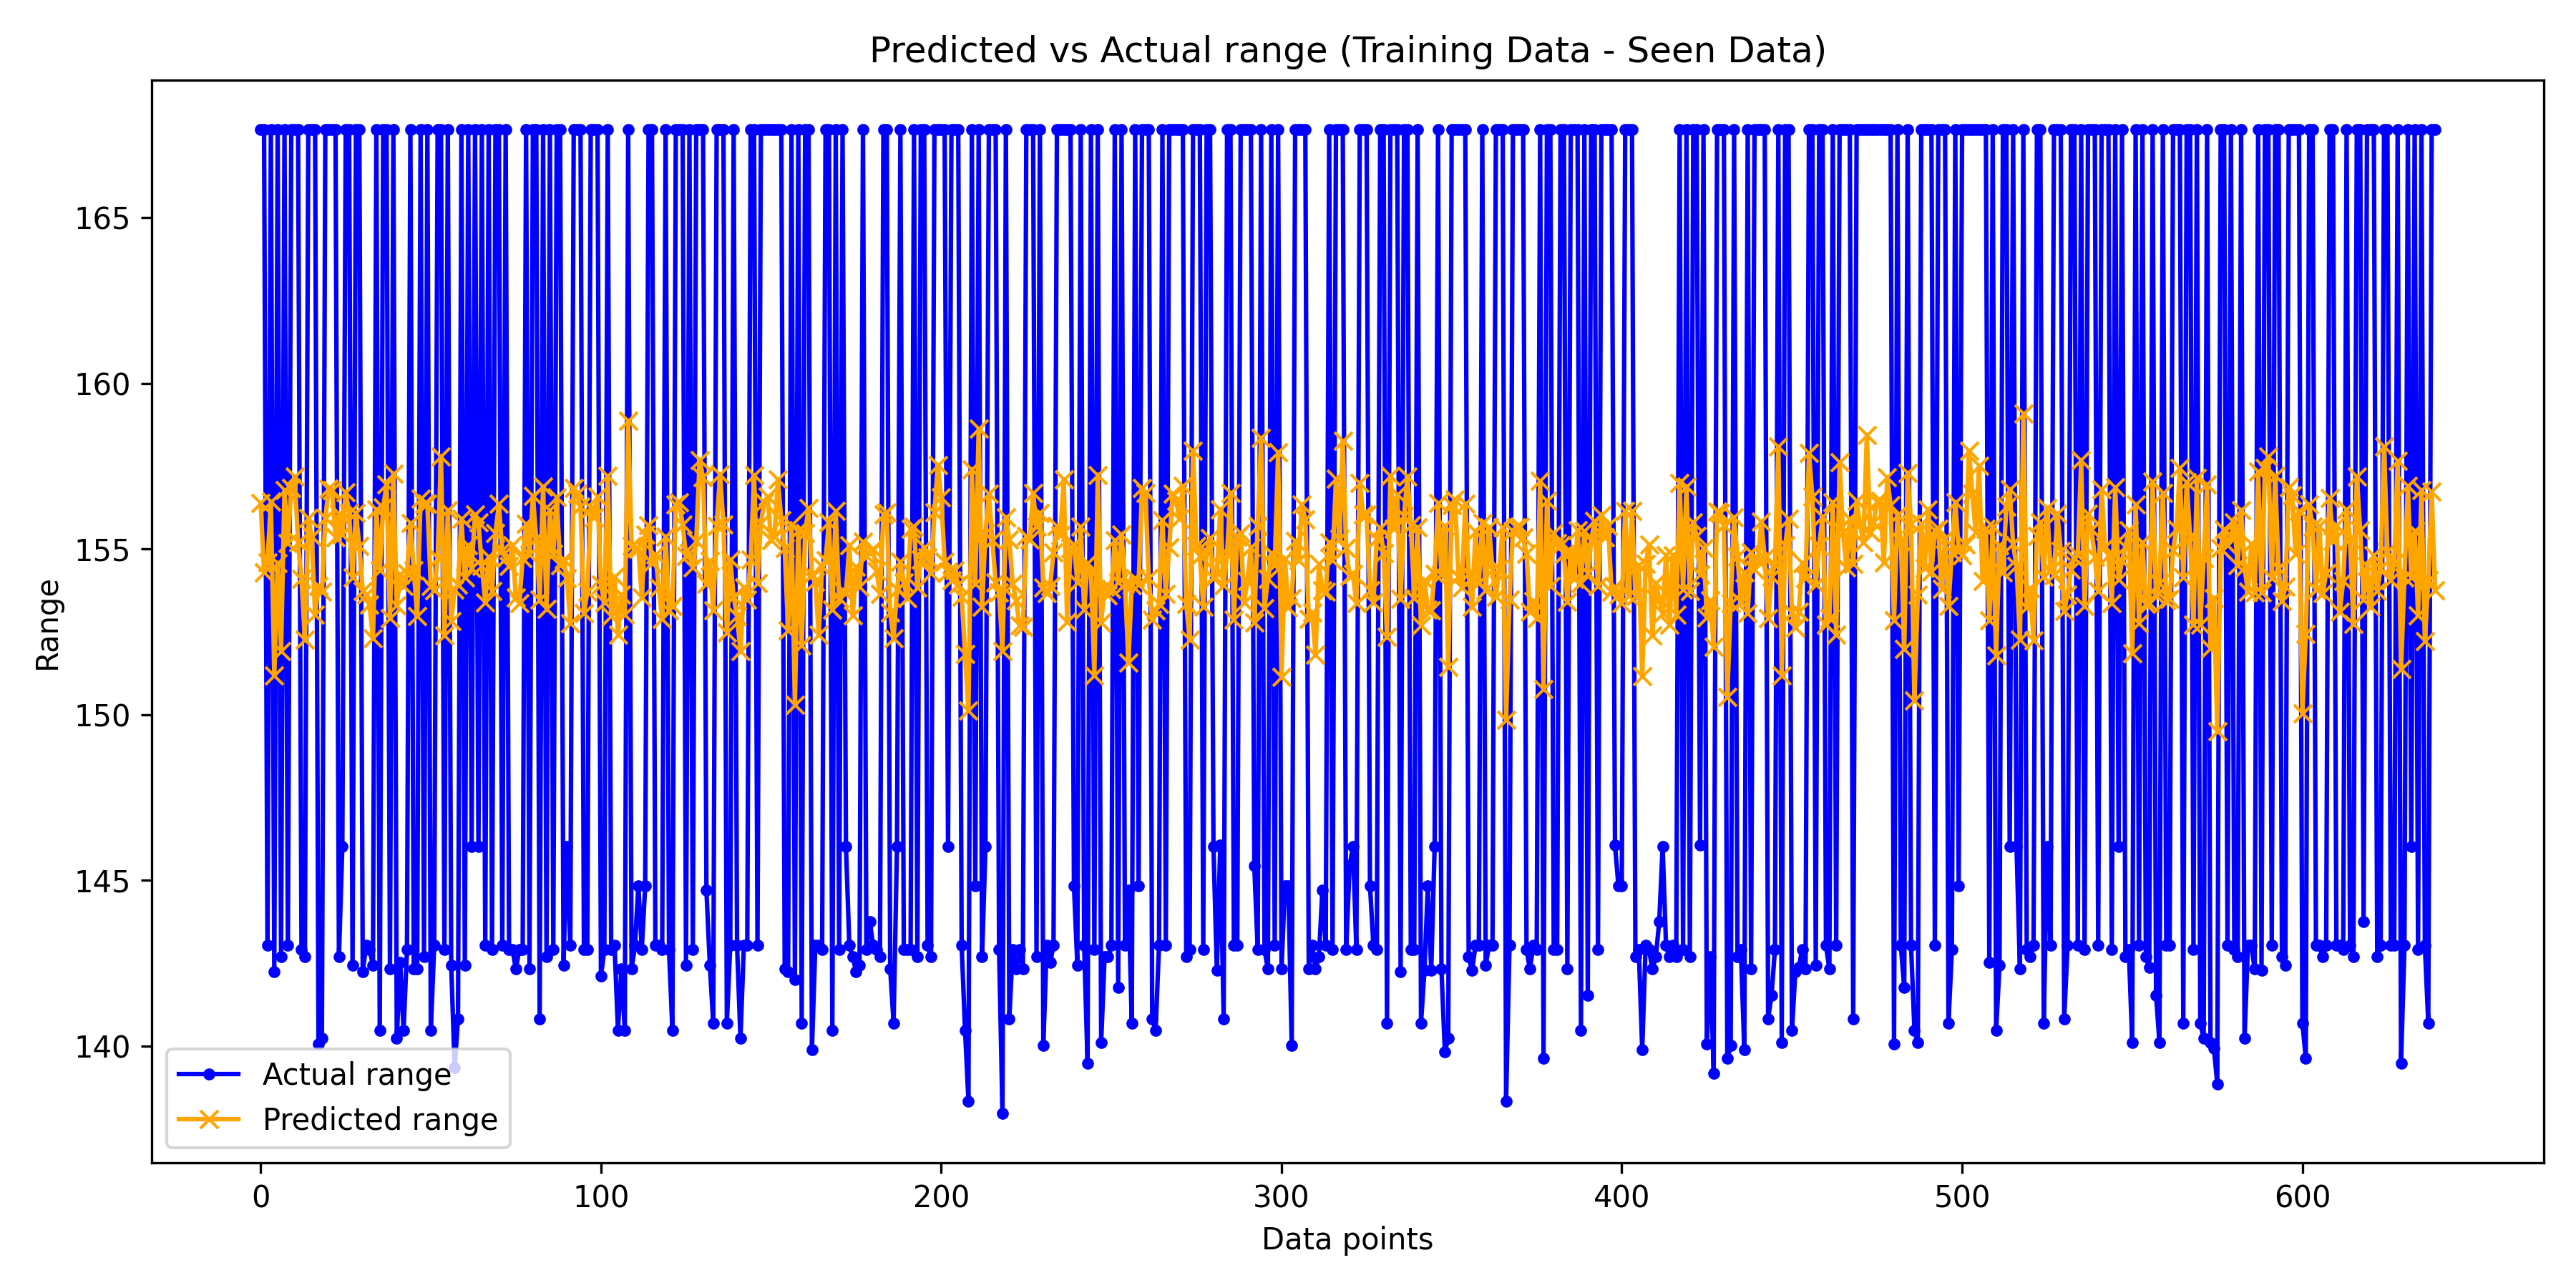 Predicted vs Actual range (Training Data - Seen Data)
165
160
155
150
145
140
Range
Actual range
Predicted range
0 100 200 300 400 500 600
Data points